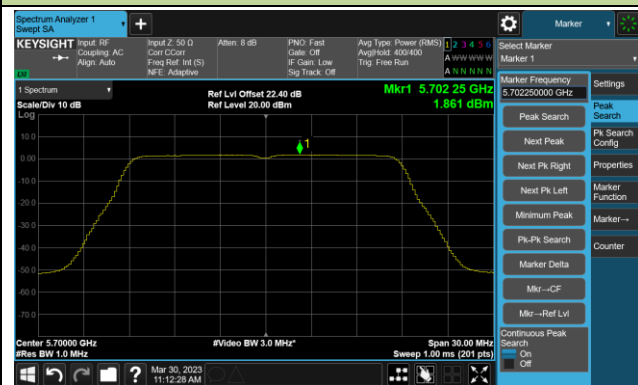 Spectrum Analyzer 1
Swept SA
+
Marker
KEYSIGHT
Input: RF
Coupling: AC
Align: Auto
Input Z: 50 Ω
Corr CCorr
Freq Ref: Int (S)
NFE: Adaptive
Atten: 8 dB
PNO: Fast
Gate: Off
IF Gain: Low
Sig Track: Off
Avg Type: Power (RMS)
Avg|Hold: 400/400
Trig: Free Run
1 2 3 4 5 6
A W W W W W
A N N N N N
Select Marker
Marker 1
LXI
1 Spectrum
Scale/Div 10 dB
Log
Ref Lvl Offset 22.40 dB
Ref Level 20.00 dBm
Mkr1 5.702 25 GHz
1.861 dBm
10.0
0.00
-10.0
-20.0
-30.0
-40.0
-50.0
-60.0
-70.0
1
Center 5.70000 GHz
#Res BW 1.0 MHz
#Video BW 3.0 MHz*
Span 30.00 MHz
Sweep 1.00 ms (201 pts)
Marker Frequency
5.702250000 GHz
Peak Search
Next Peak
Next Pk Right
Next Pk Left
Minimum Peak
Pk-Pk Search
Marker Delta
Mkr→CF
Mkr→Ref Lvl
Continuous Peak
Search
On
Off
Settings
Peak
Search
Pk Search
Config
Properties
Marker
Function
Marker→
Counter
?
Mar 30, 2023
11:12:28 AM